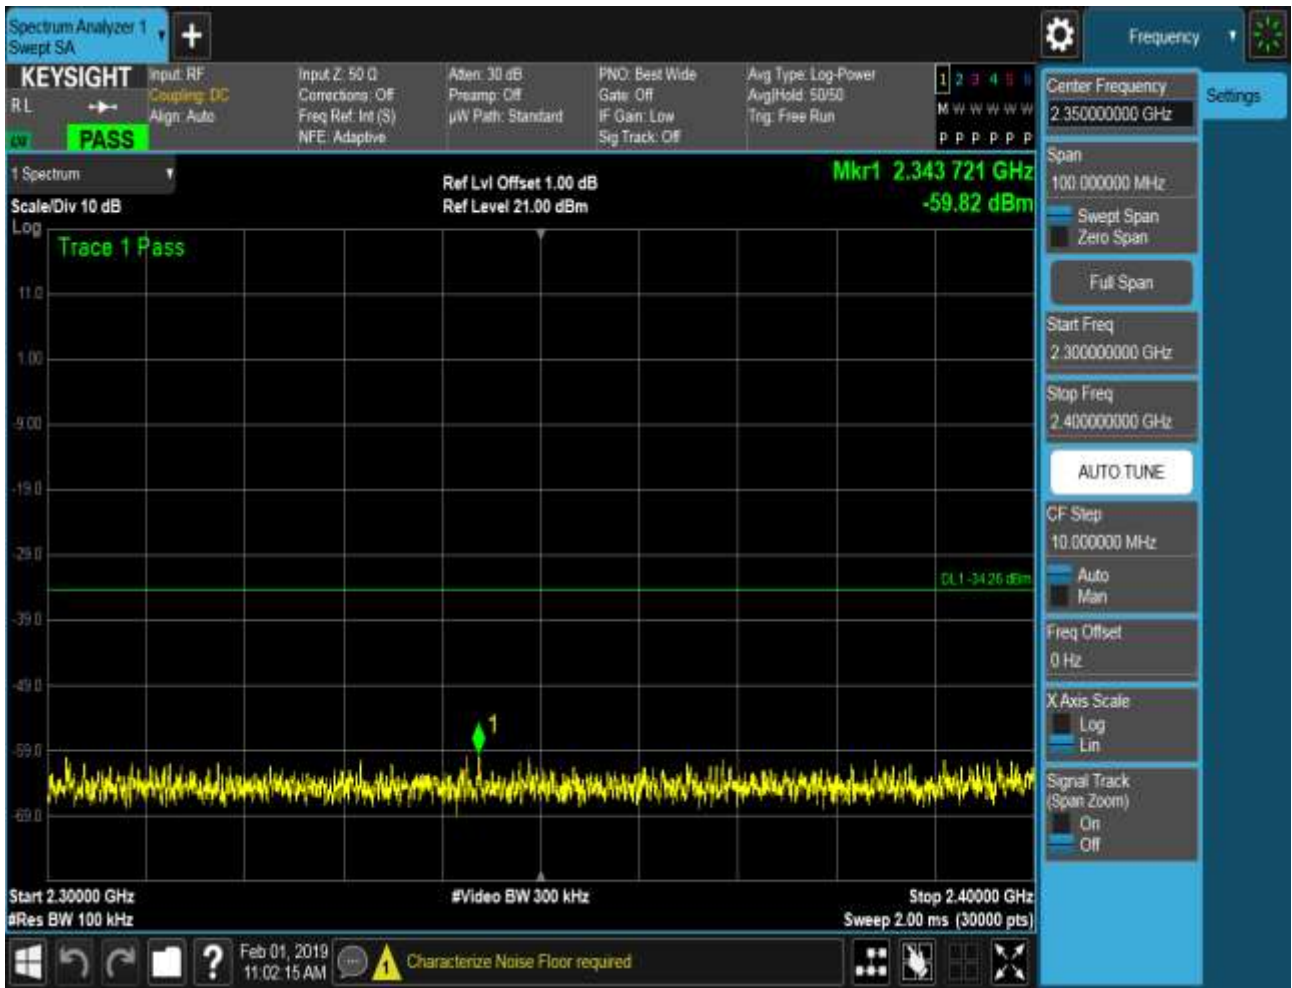 Spectrum Analyzer 1
Swept SA
Frequency
KEYSIGHT
R L
PASS
Input: RF
Coupling: DC
Align: Auto
Input Z: 50 Ω
Corrections: Off
Freq Ref: Int (S)
NFE: Adaptive
Atten: 30 dB
Preamp: Off
µW Path: Standard
PNO: Best Wide
Gate: Off
IF Gain: Low
Sig Track: Off
Avg Type: Log-Power
Avg|Hold: 50/50
Trig: Free Run
1 2 3 4 5 6
M W W W W W
P P P P P P
1 Spectrum
Scale/Div 10 dB
Log
Ref Lvl Offset 1.00 dB
Ref Level 21.00 dBm
Mkr1 2.343 721 GHz
-59.82 dBm
Trace 1 Pass
11.0
1.00
-9.00
-19.0
-29.0
DL1 -34.26 dBm
-39.0
-49.0
1
-59.0
-69.0
Start 2.30000 GHz
#Res BW 100 kHz
#Video BW 300 kHz
Stop 2.40000 GHz
Sweep 2.00 ms (30000 pts)
Feb 01, 2019
11:02:15 AM
Characterize Noise Floor required
Center Frequency
2.350000000 GHz
Settings
Span
100.000000 MHz
Swept Span
Zero Span
Full Span
Start Freq
2.300000000 GHz
Stop Freq
2.400000000 GHz
AUTO TUNE
CF Step
10.000000 MHz
Auto
Man
Freq Offset
0 Hz
X Axis Scale
Log
Lin
Signal Track
(Span Zoom)
On
Off